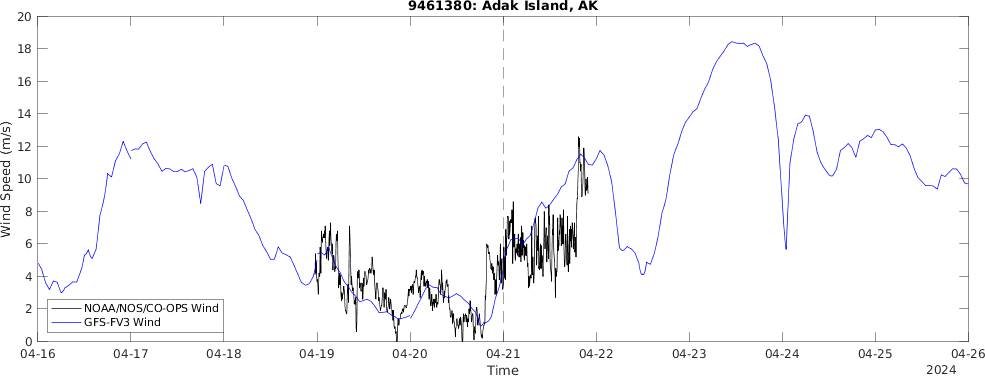 9461380: Adak Island, AK
Wind Speed (m/s)
20
18
16
14
12
10
8
6
4
2
0
NOAA/NOS/CO-OPS Wind
GFS-FV3 Wind
04-16 04-17 04-18 04-19 04-20 04-21 04-22 04-23 04-24 04-25 04-26
Time
2024